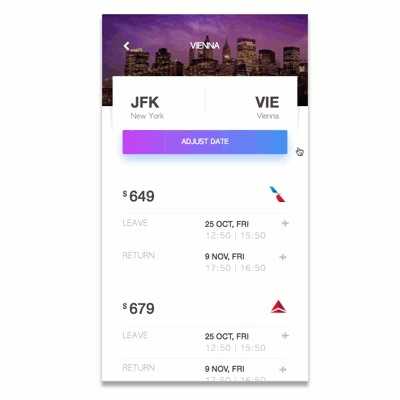 VIENNA
JFK VIE
New York Vienna
ADJUST DATE
$649
LEAVE 25 OCT, FRI
12:50 | 15:50
RETURN 9 NOV, FRI
17:50 | 16:50
$679
LEAVE 25 OCT, FRI
12:50 | 15:50
RETURN 9 NOV, FRI
17:50 | 16:50